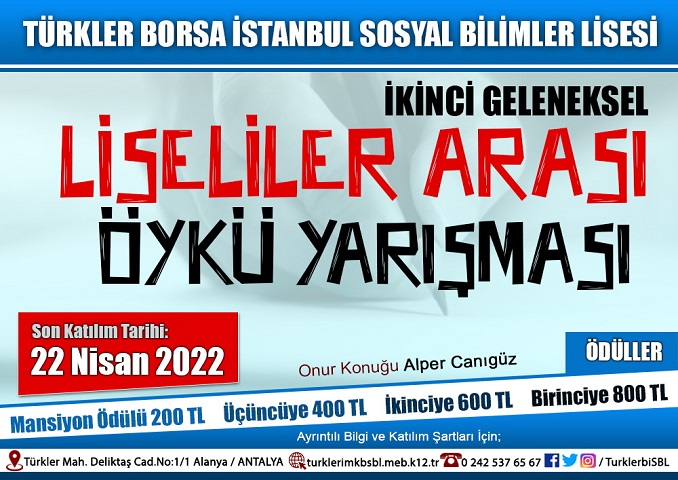 TÜRKLER BORSA İSTANBUL SOSYAL BİLİMLER LİSESİ
İKİNCİ GELENEKSEL
LİSELİLER ARASI
ÖYKÜ YARIŞMASI
Son Katılım Tarihi:
22 Nisan 2022
Onur Konuğu Alper Canıgüz
ÖDÜLLER
Mansiyon Ödülü 200 TL Üçüncüye 400 TL İkinciye 600 TL Birinciye 800 TL
Ayrıntılı Bilgi ve Katılım Şartları İçin;
Türkler Mah. Deliktaş Cad.No:1/1 Alanya / ANTALYA turklerimkbsbl.meb.k12.tr 0 242 537 65 67 / TurklerbiSBL